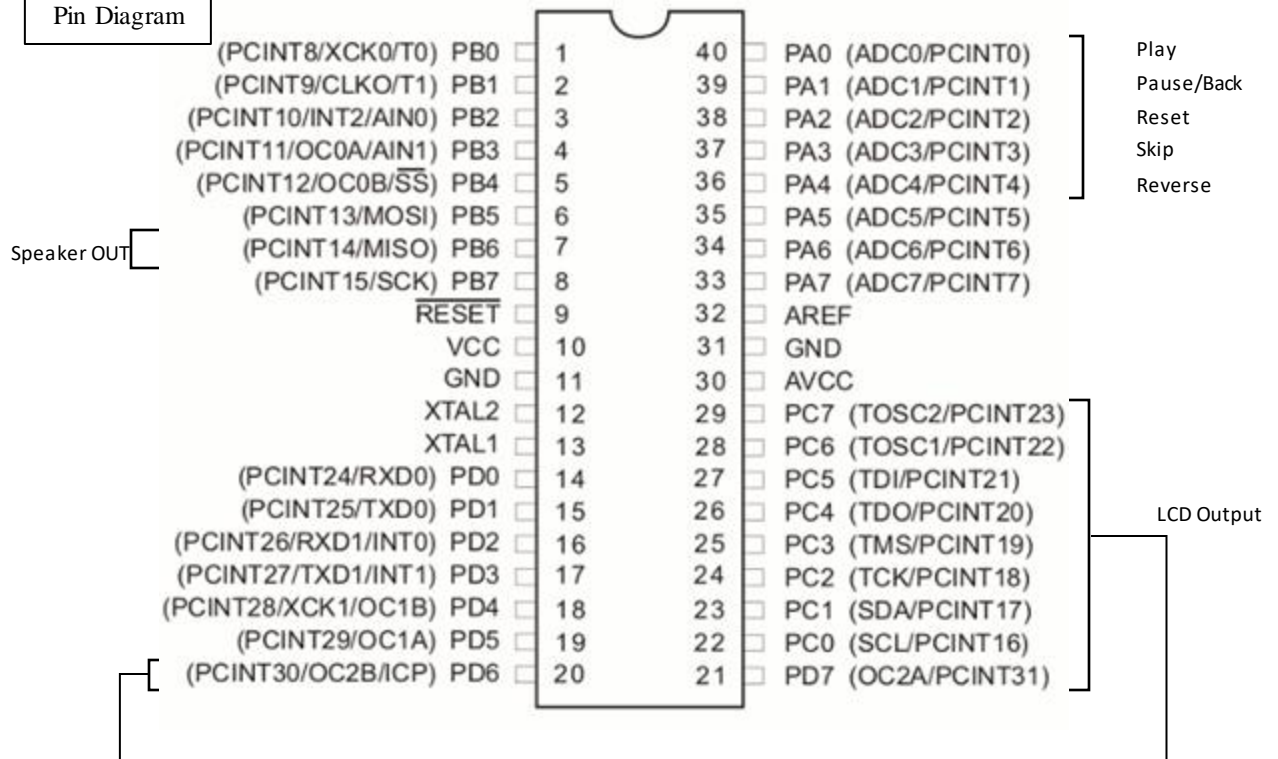 Pin Diagram
(PCINT8/XCK0/T0) PB0 1 40 PA0 (ADC0/PCINT0) Play
(PCINT9/CLKO/T1) PB1 2 39 PA1 (ADC1/PCINT1) Pause/Back
(PCINT10/INT2/AIN0) PB2 3 38 PA2 (ADC2/PCINT2) Reset
(PCINT11/OC0A/AIN1) PB3 4 37 PA3 (ADC3/PCINT3) Skip
(PCINT12/OC0B/SS) PB4 5 36 PA4 (ADC4/PCINT4) Reverse
(PCINT13/MOSI) PB5 6 35 PA5 (ADC5/PCINT5)
Speaker OUT (PCINT14/MISO) PB6 7 34 PA6 (ADC6/PCINT6)
(PCINT15/SCK) PB7 8 33 PA7 (ADC7/PCINT7)
RESET 9 32 AREF
VCC 10 31 GND
GND 11 30 AVCC
XTAL2 12 29 PC7 (TOSC2/PCINT23)
XTAL1 13 28 PC6 (TOSC1/PCINT22)
(PCINT24/RXD0) PD0 14 27 PC5 (TDI/PCINT21)
(PCINT25/TXD0) PD1 15 26 PC4 (TDO/PCINT20) LCD Output
(PCINT26/RXD1/INT0) PD2 16 25 PC3 (TMS/PCINT19)
(PCINT27/TXD1/INT1) PD3 17 24 PC2 (TCK/PCINT18)
(PCINT28/XCK1/OC1B) PD4 18 23 PC1 (SDA/PCINT17)
(PCINT29/OC1A) PD5 19 22 PC0 (SCL/PCINT16)
(PCINT30/OC2B/ICP) PD6 20 21 PD7 (OC2A/PCINT31)